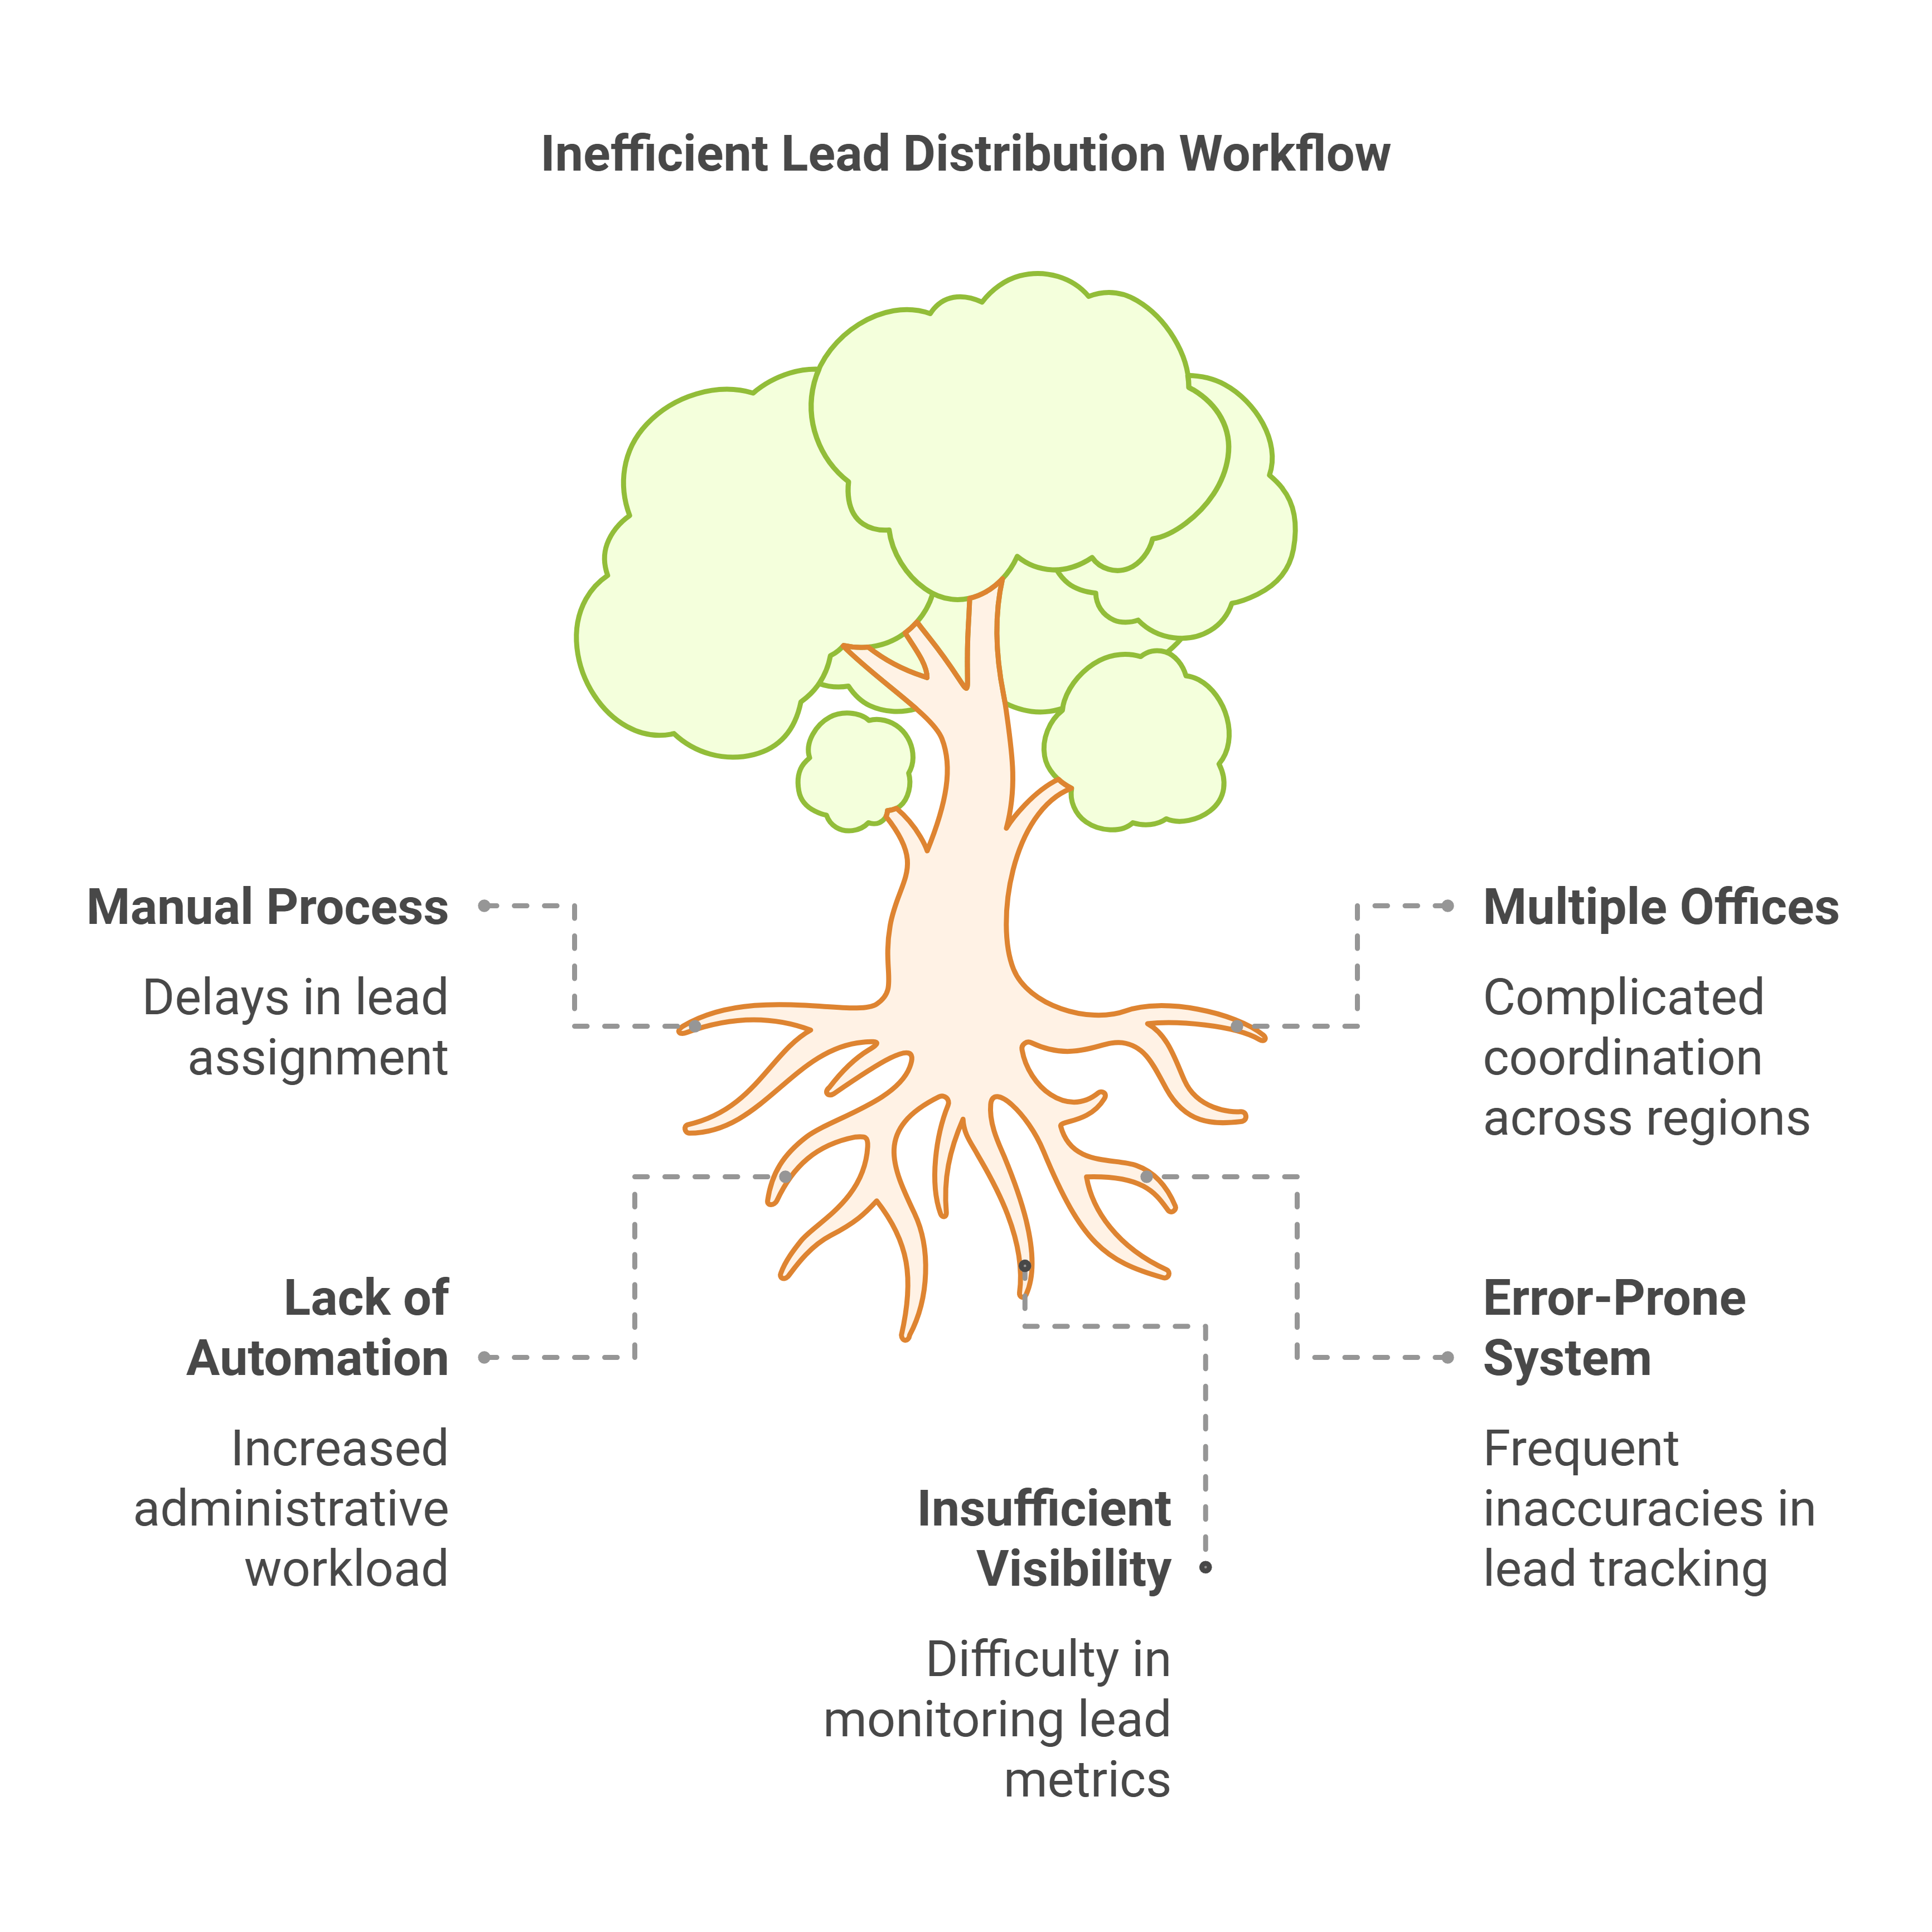 Inefficient Lead Distribution Workflow
Manual Process
Delays in lead
assignment
Multiple Offices
Complicated
coordination
across regions
Lack of
Automation
Increased
administrative
workload
Insufficient
Visibility
Difficulty in
monitoring lead
metrics
Error-Prone
System
Frequent
inaccuracies in
lead tracking